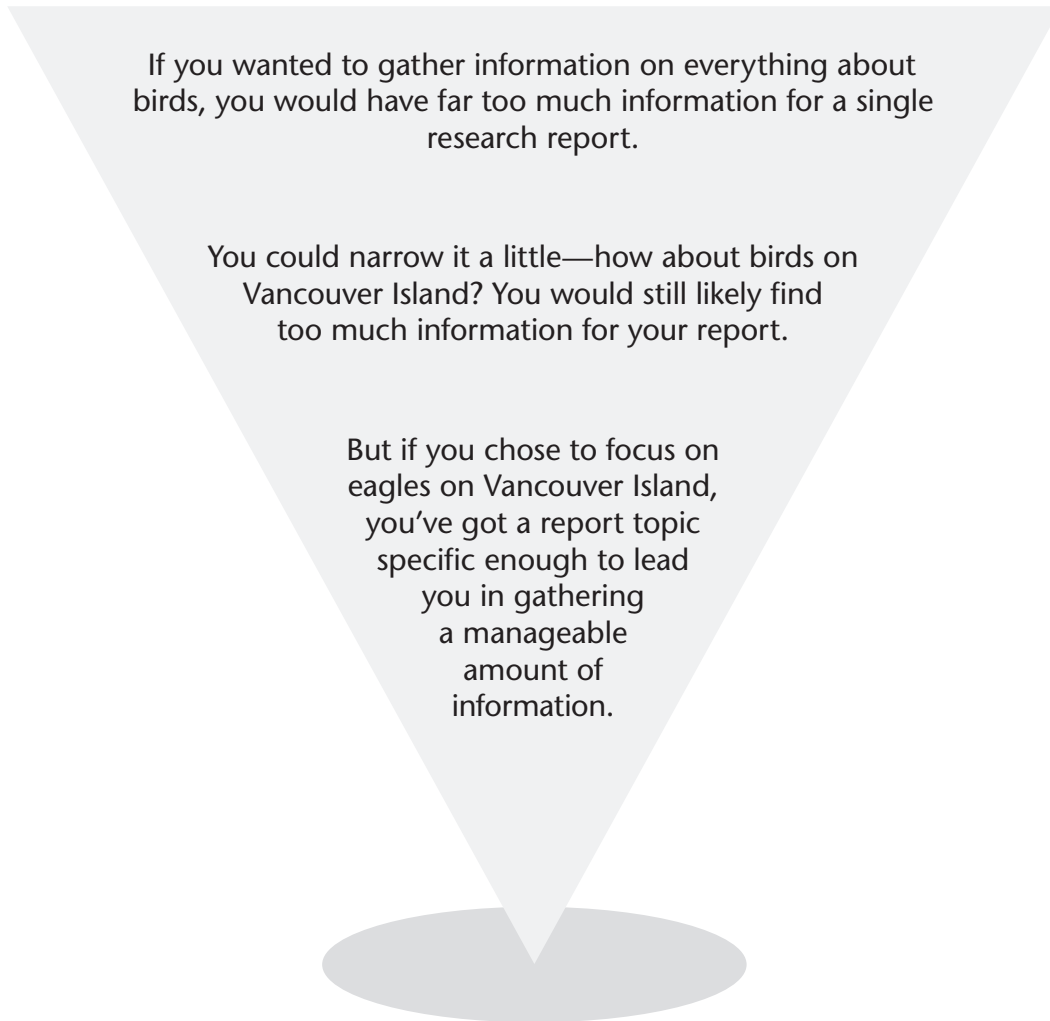 If you wanted to gather information on everything about
birds, you would have far too much information for a single
research report.
You could narrow it a little—how about birds on
Vancouver Island? You would still likely find
too much information for your report.
But if you chose to focus on
eagles on Vancouver Island,
you’ve got a report topic
specific enough to lead
you in gathering
a manageable
amount of
information.